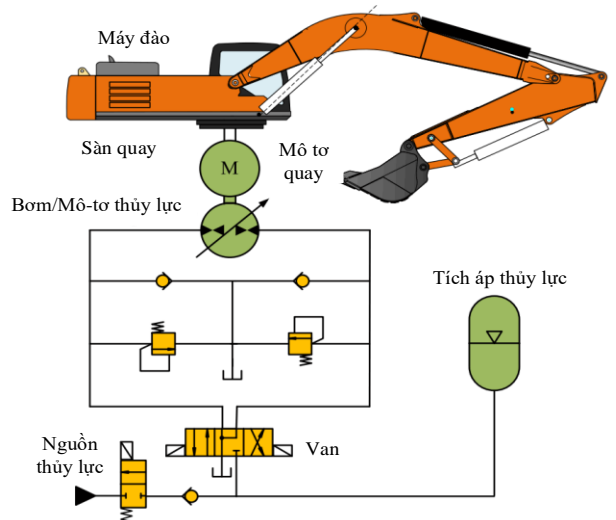 Máy đào
Sàn quay
Mô tơ
quay
M
Bơm/Mô-tơ thủy lực
Tích áp thủy lực
Nguồn
thủy lực
Van